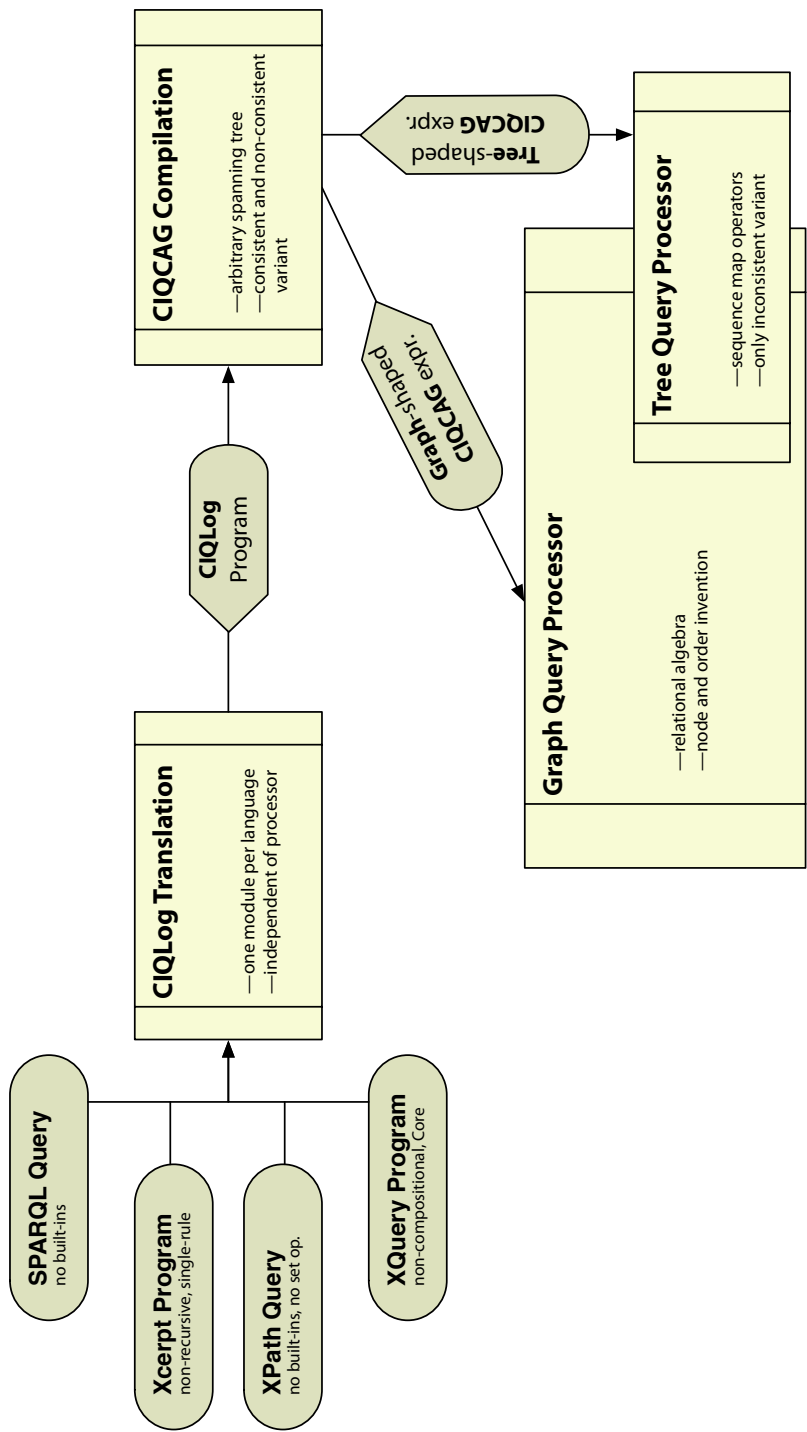 SPARQL Query
no built-ins
Xcerpt Program
non-recursive, single-rule
XPath Query
no built-ins, no set op.
XQuery Program
non-compositional, Core
CIQLog Translation
—one module per language
—independent of processor
CIQLog
Program
CIQCAG Compilation
—arbitrary spanning tree
—consistent and non-consistent
variant
Graph-shaped
CIQCAG expr.
Tree-shaped
CIQCAG expr.
Graph Query Processor
—relational algebra
—node and order invention
Tree Query Processor
—sequence map operators
—only inconsistent variant